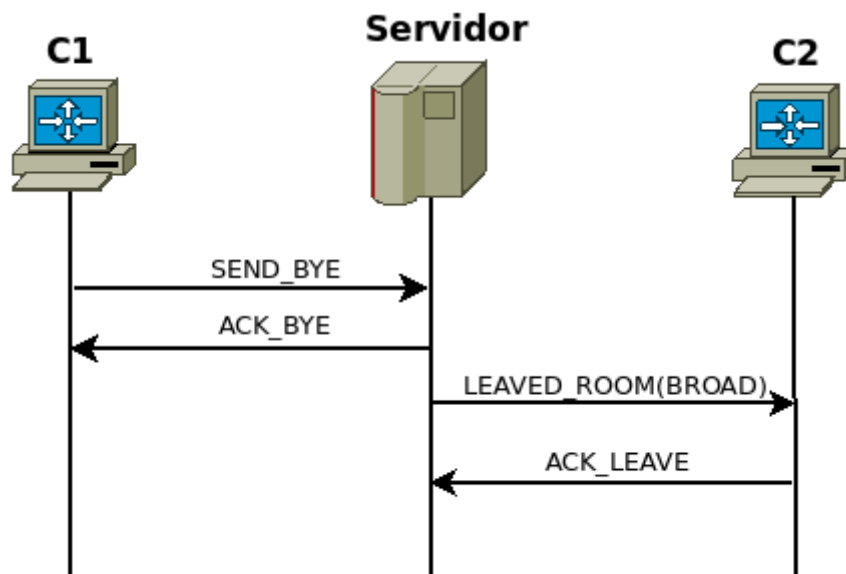 C1
Servidor
C2
SEND_BYE
ACK_BYE
LEAVED_ROOM(BROAD)
ACK_LEAVE